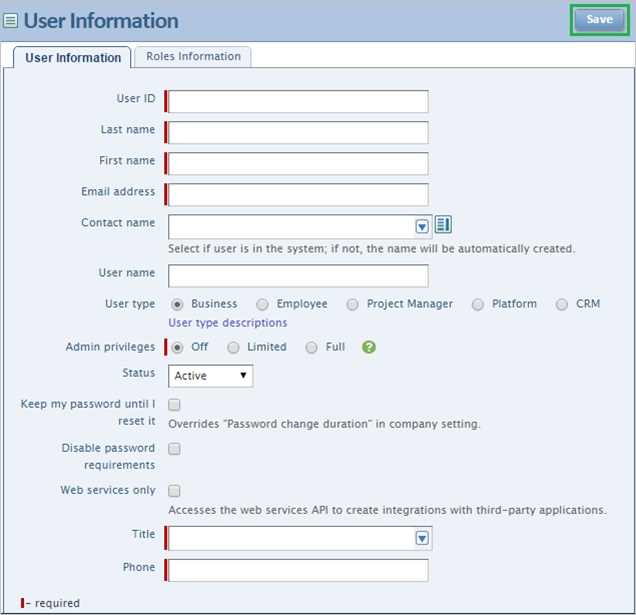 User Information
Save
User Information
Roles Information
User ID
Last name
First name
Email address
Contact name
Select if user is in the system; if not, the name will be automatically created.
User name
User type
Business
Employee
Project Manager
Platform
CRM
User type descriptions
Admin privileges
Off
Limited
Full
?
Status
Active
Keep my password until I
reset it
Overrides "Password change duration" in company setting.
Disable password
requirements
Web services only
Accesses the web services API to create integrations with third-party applications.
Title
Phone
- required